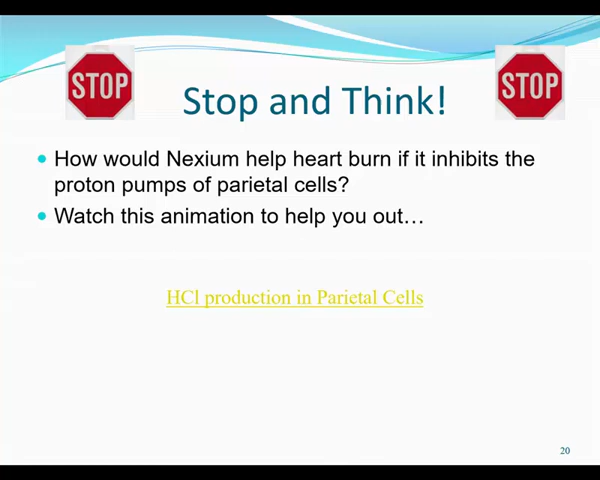 STOP
STOP
Stop and Think!
• How would Nexium help heart burn if it inhibits the
proton pumps of parietal cells?
• Watch this animation to help you out…
HCl production in Parietal Cells
20